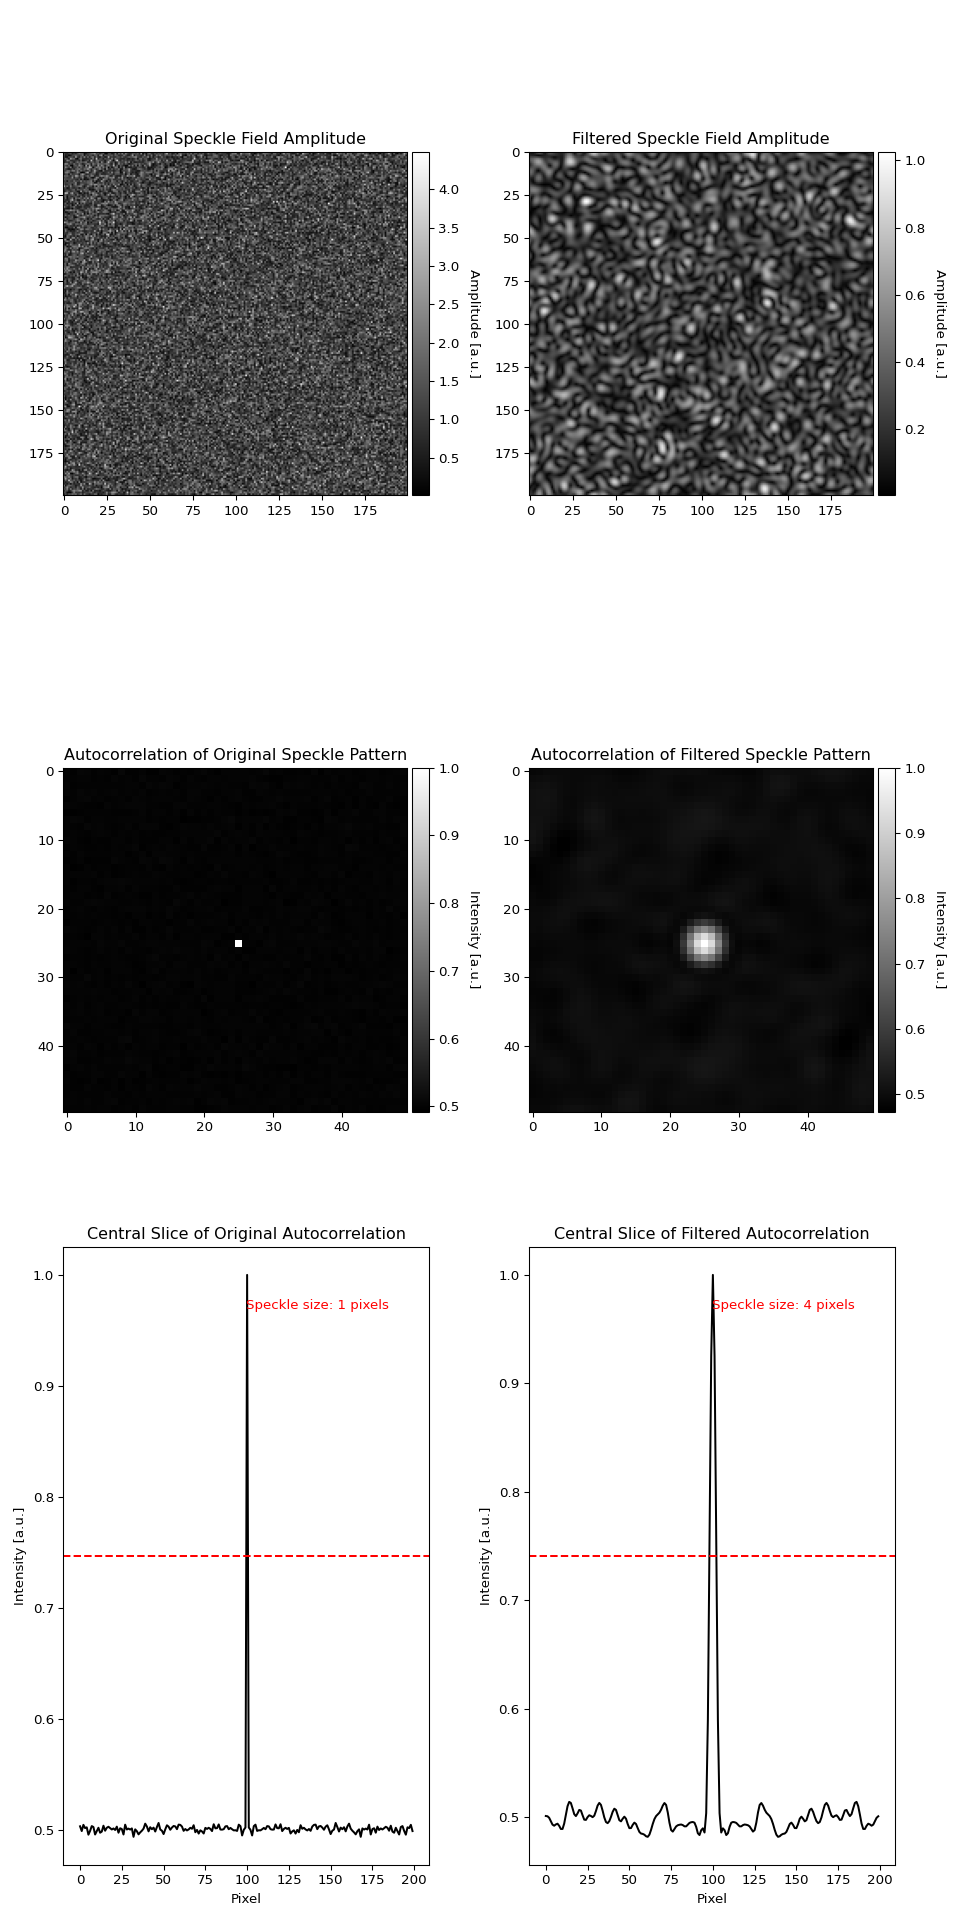 Original Speckle Field Amplitude
0
25
50
75
100
125
150
175
0 25 50 75 100 125 150 175
4.0
3.5
3.0
2.5
2.0
1.5
1.0
0.5
Amplitude [a.u.]
Filtered Speckle Field Amplitude
0
25
50
75
100
125
150
175
0 25 50 75 100 125 150 175
1.0
0.8
0.6
0.4
0.2
Amplitude [a.u.]
Autocorrelation of Original Speckle Pattern
0
10
20
30
40
0 10 20 30 40
1.0
0.9
0.8
0.7
0.6
0.5
Intensity [a.u.]
Autocorrelation of Filtered Speckle Pattern
0
10
20
30
40
0 10 20 30 40
1.0
0.9
0.8
0.7
0.6
0.5
Intensity [a.u.]
Central Slice of Original Autocorrelation
Speckle size: 1 pixels
1.0
0.9
0.8
0.7
0.6
0.5
Intensity [a.u.]
0 25 50 75 100 125 150 175 200
Pixel
Central Slice of Filtered Autocorrelation
Speckle size: 4 pixels
1.0
0.9
0.8
0.7
0.6
0.5
Intensity [a.u.]
0 25 50 75 100 125 150 175 200
Pixel